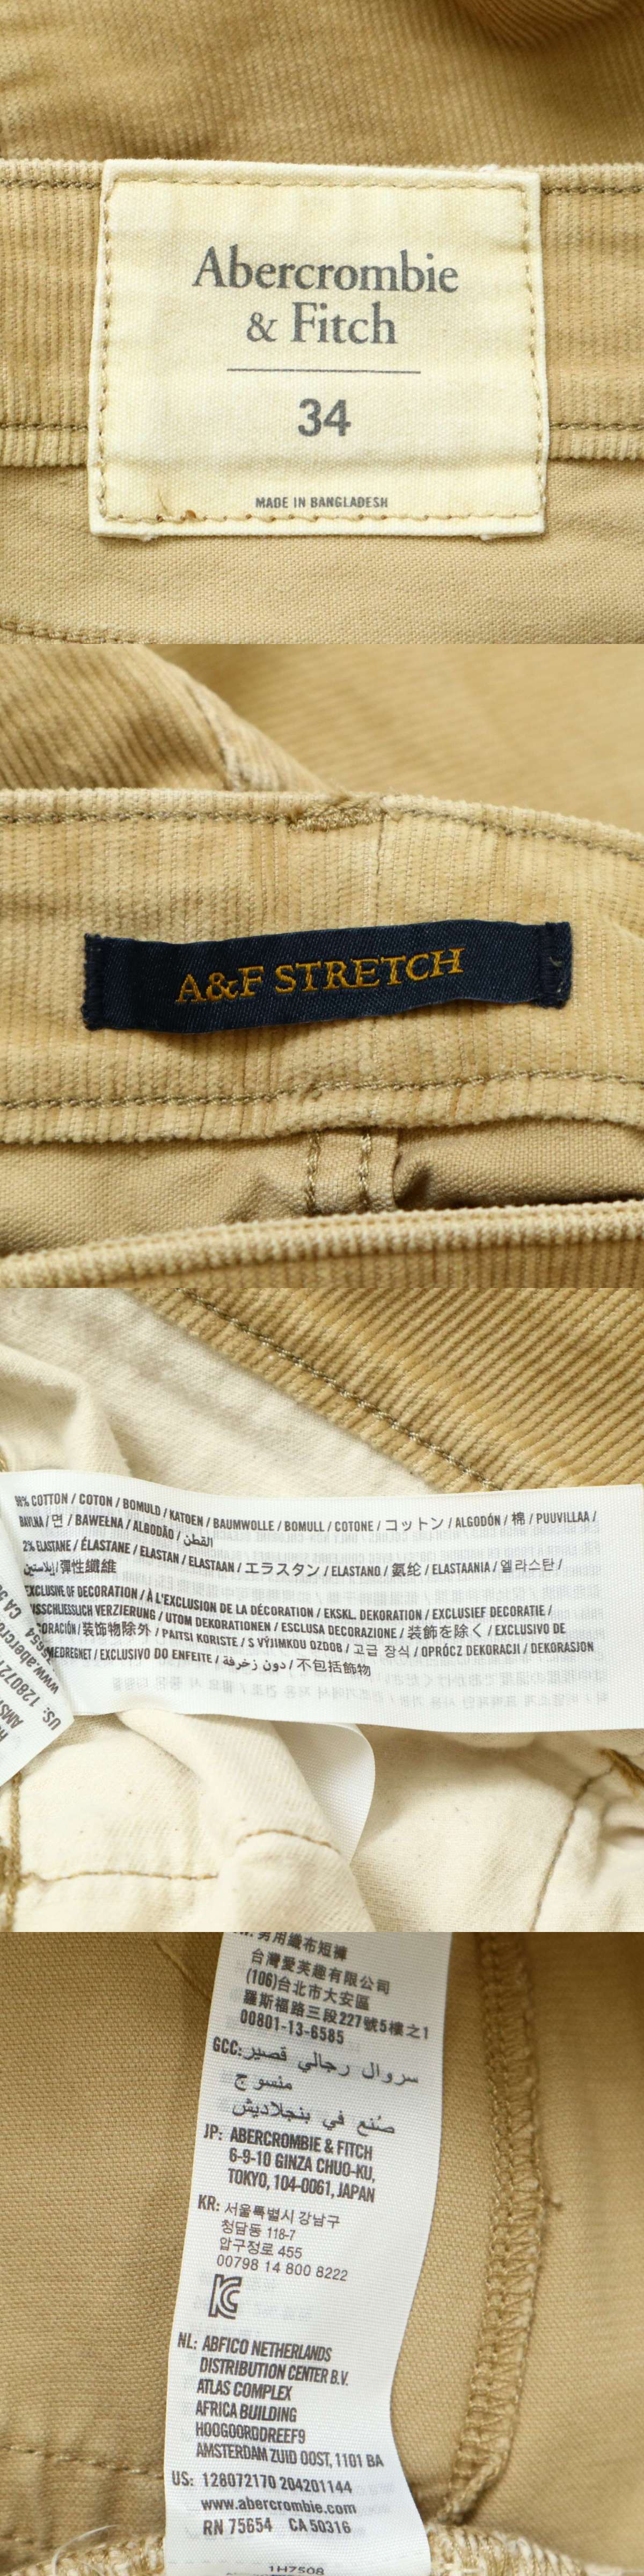 Abercrombie
& Fitch
34
MADE IN BANGLADESH
A&F STRETCH
98% COTTON / COTON / BOMULD / KATOEN / BAUMWOLLE / BOMULL / COTONE / コットン / ALGODÓN / 棉 / PUUVILLAA /
BAVLNA / 면 / BAWEŁNA / ALBODÃO / القطن
2% ELASTANE / ÉLASTANE / ELASTAN / ELASTAAN / エラスタン / ELASTANO / 氨纶 / ELASTAANIA / 엘라스탄 /
إيلاستين/彈性纖維
EXCLUSIVE OF DECORATION / À L'EXCLUSION DE LA DÉCORATION / EKSKL. DEKORATION / EXCLUSIEF DECORATIE /
SSCHLIESSLICH VERZIERUNG / UTOM DEKORATIONEN / ESCLUSA DECORAZIONE / 装飾を除く / EXCLUSIVO DE
ORACIÓN / 装饰物除外 / PAITSI KORISTE / S VÝJIMKOU OZDOB / 고급 장식 / OPRÓCZ DEKORACJI / DEKORASJON
MEDREGNET / EXCLUSIVO DO ENFEITE / دون زخرفة / 不包括飾物
男用織布短褲
台灣愛芙趣有限公司
(106)台北市大安區
羅斯福路三段227號5樓之1
00801-13-6585
GCC: سروال رجالي قصير
منسوج
صُنع في بنجلاديش
JP: ABERCROMBIE & FITCH
6-9-10 GINZA CHUO-KU,
TOKYO, 104-0061, JAPAN
KR: 서울특별시 강남구
청담동 118-7
압구정로 455
00798 14 800 8222
NL: ABFICO NETHERLANDS
DISTRIBUTION CENTER B.V.
ATLAS COMPLEX
AFRICA BUILDING
HOOGOORDDREEF9
AMSTERDAM ZUID OOST, 1101 BA
US: 128072170 204201144
www.abercrombie.com
RN 75654 CA 50316
1H7508